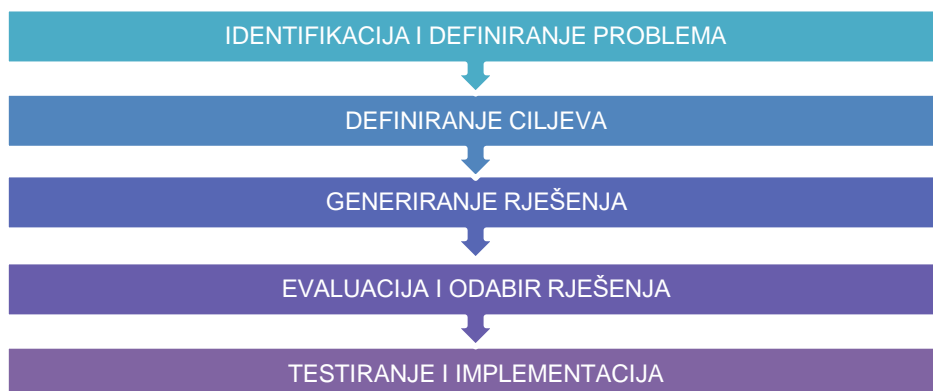 IDENTIFIKACIJA I DEFINIRANJE PROBLEMA
DEFINIRANJE CILJEVA
GENERIRANJE RJEŠENJA
EVALUACIJA I ODABIR RJEŠENJA
TESTIRANJE I IMPLEMENTACIJA